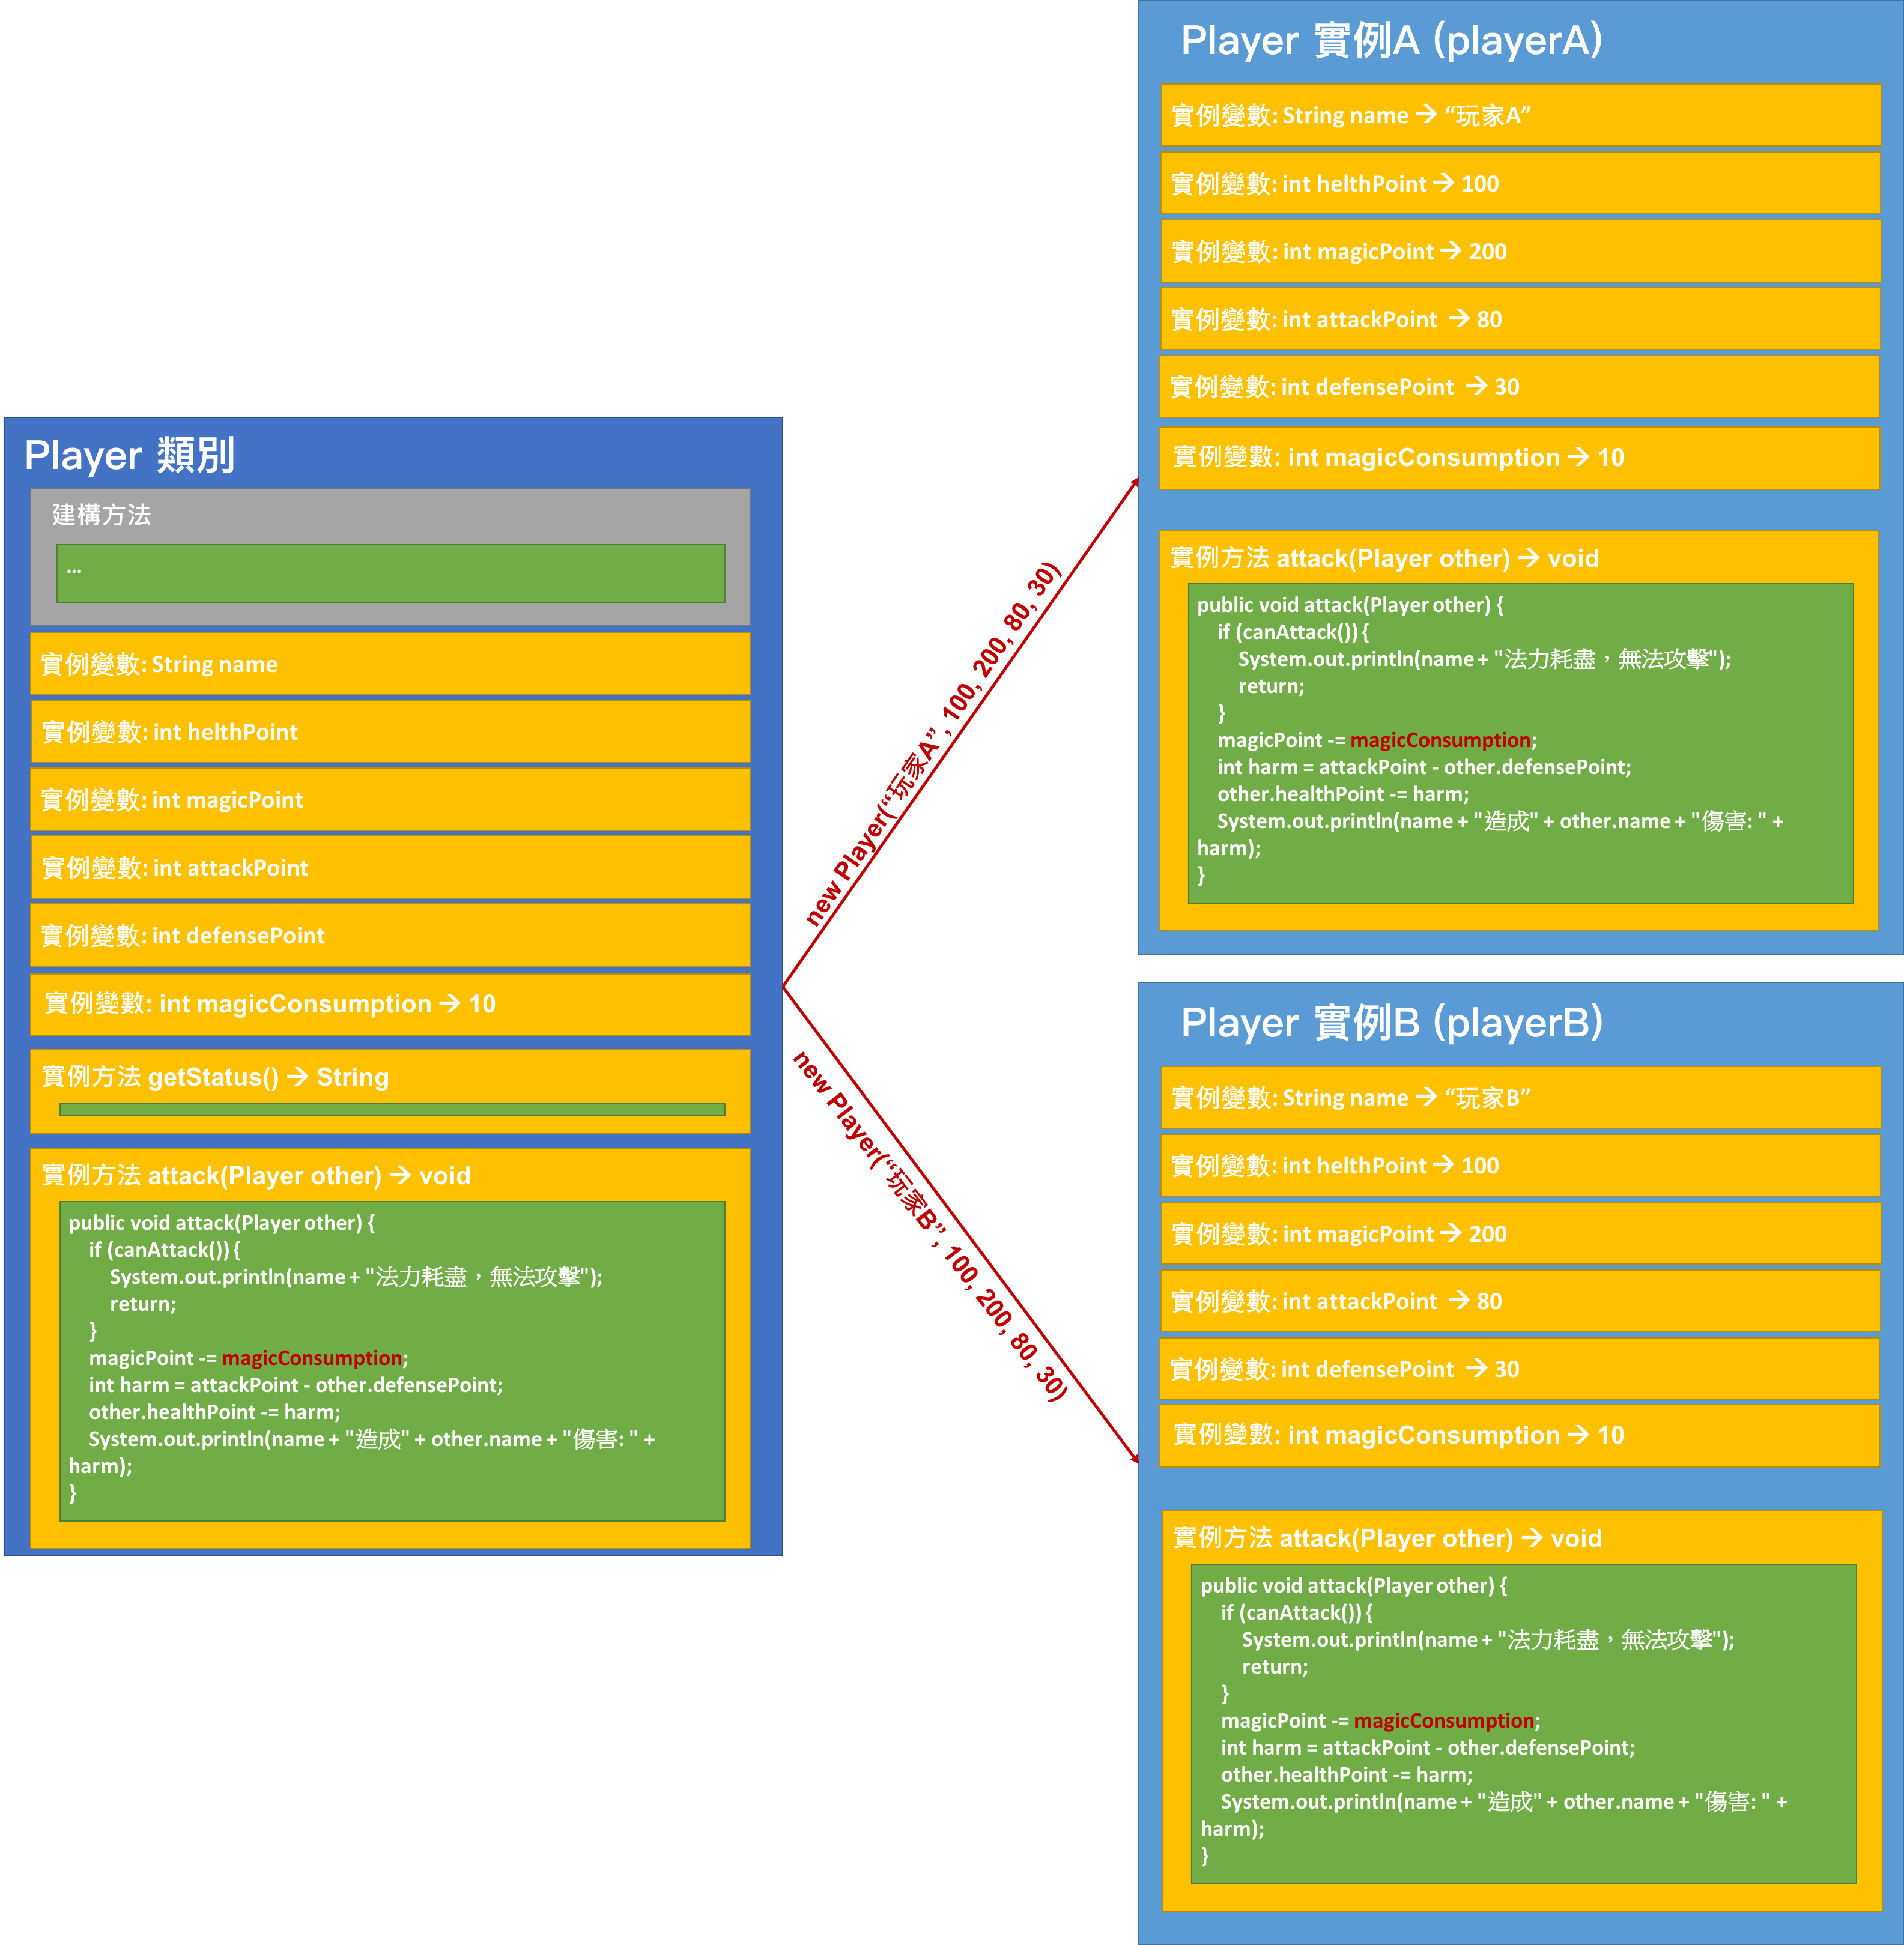 Player 類別
建構方法
...
實例變數: String name
實例變數: int helthPoint
實例變數: int magicPoint
實例變數: int attackPoint
實例變數: int defensePoint
實例變數: int magicConsumption → 10
實例方法 getStatus() → String
實例方法 attack(Player other) → void
public void attack(Player other) {
if (canAttack()) {
System.out.println(name + "法力耗盡，無法攻擊");
return;
}
magicPoint -= magicConsumption;
int harm = attackPoint - other.defensePoint;
other.healthPoint -= harm;
System.out.println(name + "造成" + other.name + "傷害: " +
harm);
}
new Player(“玩家A”, 100, 200, 80, 30)
new Player(“玩家B”, 100, 200, 80, 30)
Player 實例A (playerA)
實例變數: String name → “玩家A”
實例變數: int helthPoint → 100
實例變數: int magicPoint → 200
實例變數: int attackPoint → 80
實例變數: int defensePoint → 30
實例變數: int magicConsumption → 10
實例方法 attack(Player other) → void
public void attack(Player other) {
if (canAttack()) {
System.out.println(name + "法力耗盡，無法攻擊");
return;
}
magicPoint -= magicConsumption;
int harm = attackPoint - other.defensePoint;
other.healthPoint -= harm;
System.out.println(name + "造成" + other.name + "傷害: " +
harm);
}
Player 實例B (playerB)
實例變數: String name → “玩家B”
實例變數: int helthPoint → 100
實例變數: int magicPoint → 200
實例變數: int attackPoint → 80
實例變數: int defensePoint → 30
實例變數: int magicConsumption → 10
實例方法 attack(Player other) → void
public void attack(Player other) {
if (canAttack()) {
System.out.println(name + "法力耗盡，無法攻擊");
return;
}
magicPoint -= magicConsumption;
int harm = attackPoint - other.defensePoint;
other.healthPoint -= harm;
System.out.println(name + "造成" + other.name + "傷害: " +
harm);
}